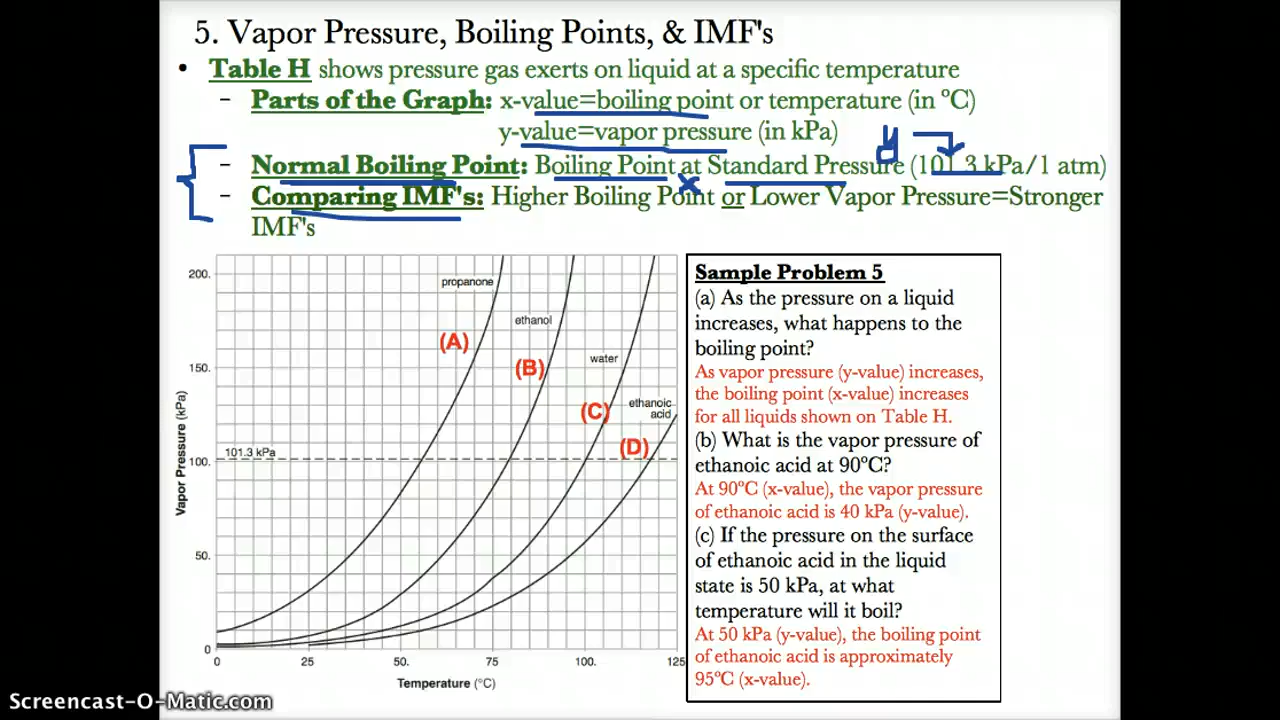 5. Vapor Pressure, Boiling Points, & IMF's
• Table H shows pressure gas exerts on liquid at a specific temperature
– Parts of the Graph: x-value=boiling point or temperature (in ºC)
y-value=vapor pressure (in kPa)
y
– Normal Boiling Point: Boiling Point at Standard Pressure (101.3 kPa/1 atm)
x
– Comparing IMF's: Higher Boiling Point or Lower Vapor Pressure=Stronger
IMF's
200.
150.
100.
50.
0
Vapor Pressure (kPa)
propanone
(A)
ethanol
(B)
water
(C)
ethanoic
acid
(D)
101.3 kPa
0 25 50. 75 100. 125
Temperature (°C)
Sample Problem 5
(a) As the pressure on a liquid
increases, what happens to the
boiling point?
As vapor pressure (y-value) increases,
the boiling point (x-value) increases
for all liquids shown on Table H.
(b) What is the vapor pressure of
ethanoic acid at 90ºC?
At 90ºC (x-value), the vapor pressure
of ethanoic acid is 40 kPa (y-value).
(c) If the pressure on the surface
of ethanoic acid in the liquid
state is 50 kPa, at what
temperature will it boil?
At 50 kPa (y-value), the boiling point
of ethanoic acid is approximately
95ºC (x-value).
Screencast-O-Matic.com